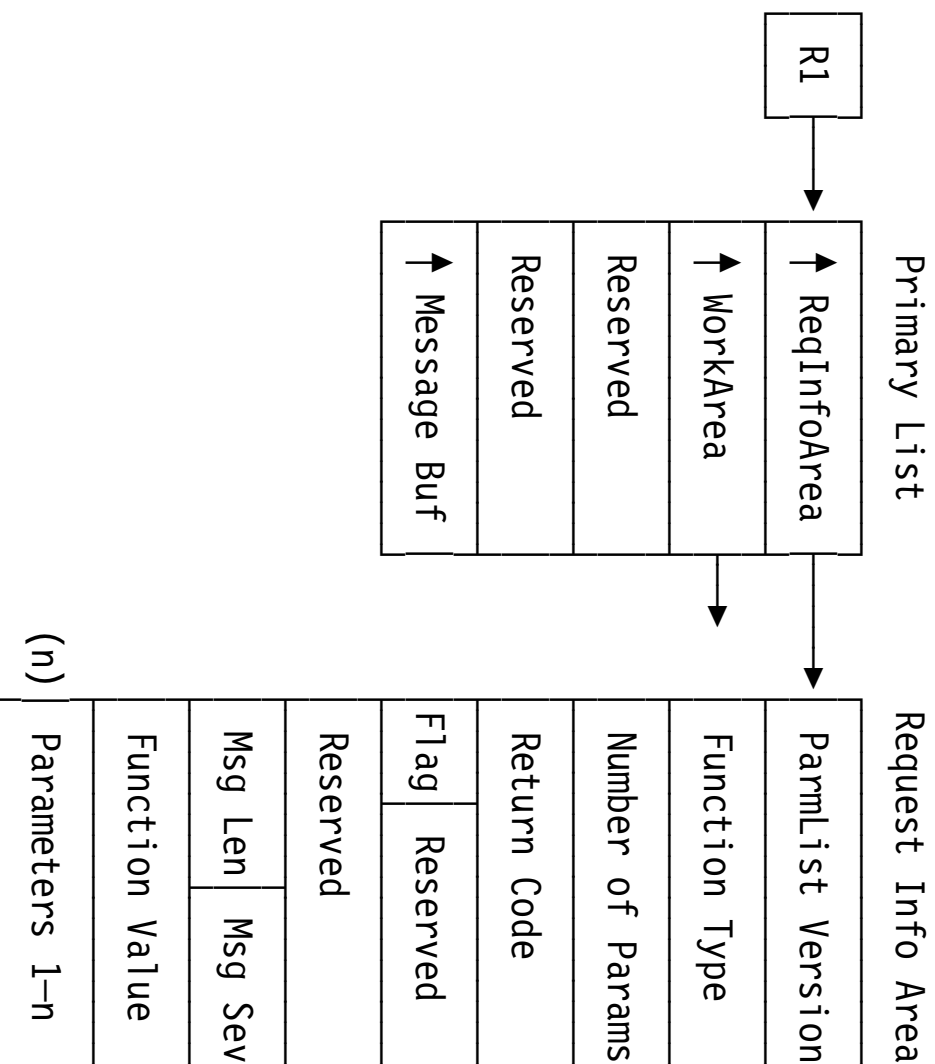 Primary List
Request Info Area
R1
→ ReqInfoArea
ParmList Version
→ WorkArea
Function Type
Reserved
Number of Params
Reserved
Return Code
→ Message Buf
Flag Reserved
Reserved
Msg Len Msg Sev
Function Value
(n) Parameters 1—n